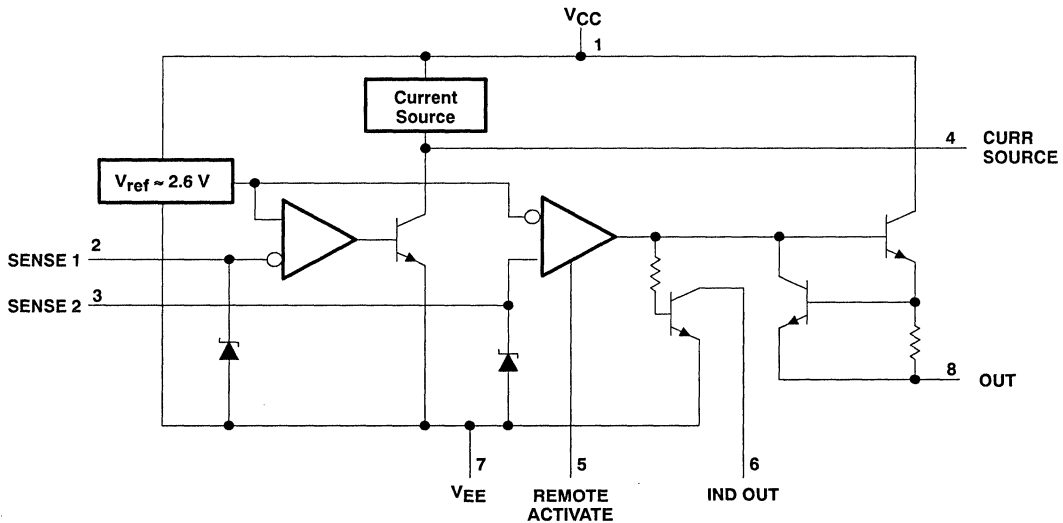 VCC
1
Current
Source
4
CURR
SOURCE
Vref ≈ 2.6 V
2
SENSE 1
3
SENSE 2
8
OUT
7
VEE
5
REMOTE
ACTIVATE
6
IND OUT